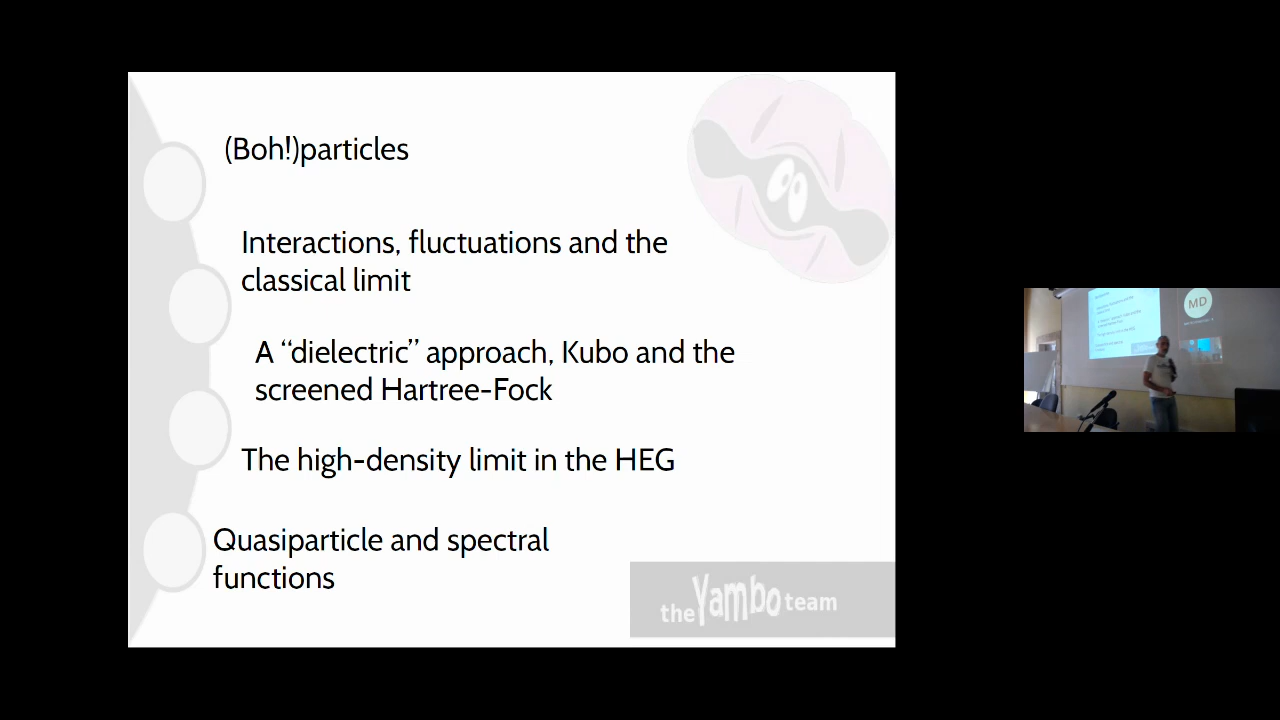 (Boh!)particles
Interactions, fluctuations and the
classical limit
A “dielectric” approach, Kubo and the
screened Hartree-Fock
The high-density limit in the HEG
Quasiparticle and spectral
functions
the Yambo team
MD